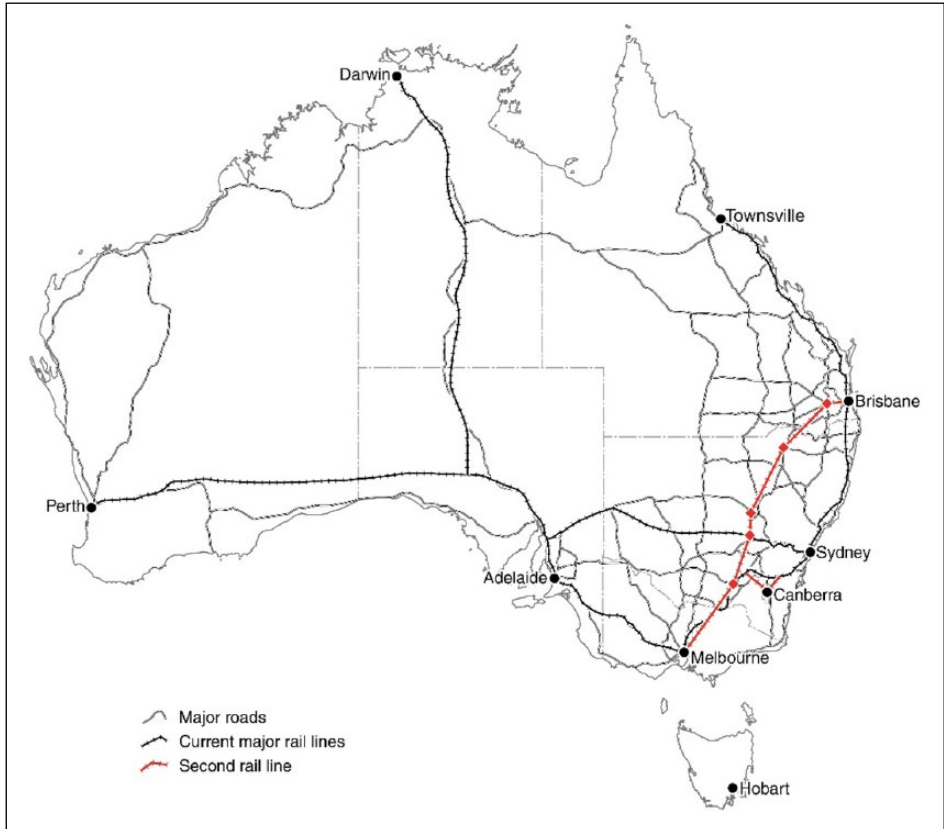 Darwin
Townsville
Brisbane
Perth
Sydney
Adelaide
Canberra
Melbourne
Major roads
Current major rail lines
Second rail line
Hobart